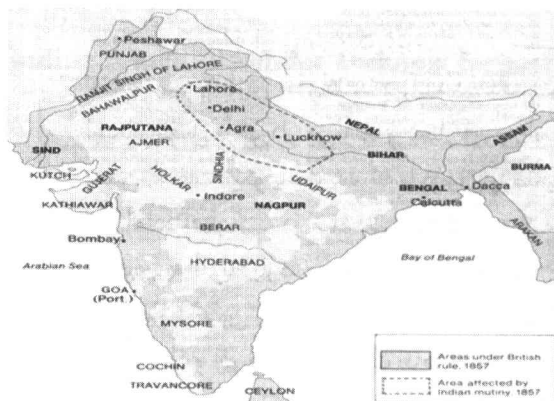 Peshawar
PUNJAB
RANJIT SINGH OF LAHORE
BAHAWALPUR
Lahora
Delhi
RAJPUTANA
Agra
Lucknow
NEPAL
ASSAM
SIND
AJMER
BIHAR
BURMA
KUTCH
GUJERAT
HOLKAR
SINDHIA
UDAIPUR
BENGAL
Dacca
KATHIAWAR
Indore
NAGPUR
Calcutta
ARAKAN
BERAR
Bombay
Arabian Sea
HYDERABAD
Bay of Bengal
GOA
(Port.)
MYSORE
COCHIN
TRAVANCORE
CEYLON
Areas under British
rule, 1857
Area affected by
Indian mutiny, 1857